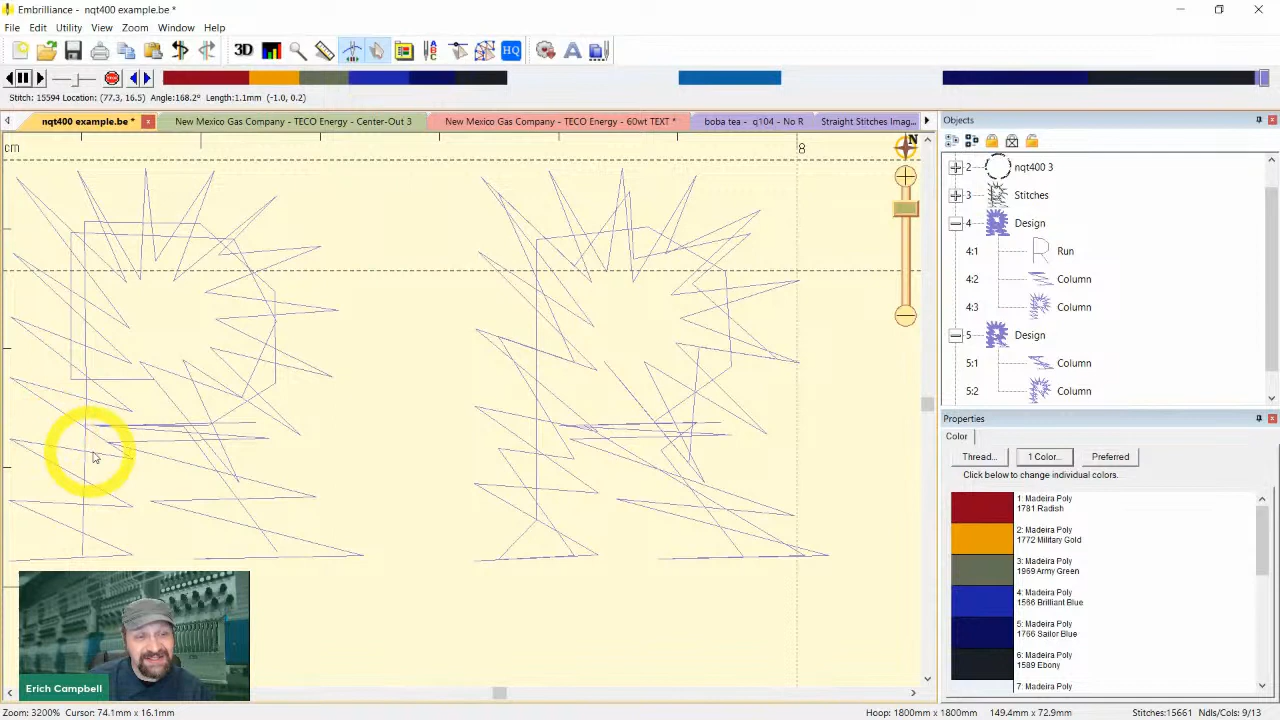 Embrilliance - nqt400 example.be *
File Edit Utility View Zoom Window Help
3D ABC HQ A
Stitch: 15594 Location: (77.3, 16.5) Angle:168.2° Length:1.1mm (-1.0, 0.2)
nqt400 example.be * x New Mexico Gas Company - TECO Energy - Center-Out 3 New Mexico Gas Company - TECO Energy - 60wt TEXT * boba tea - q104 - No R Straight Stitches Imag...
cm 8 N
Objects
2 nqt400 3
3 Stitches
4 Design
4:1 Run
4:2 Column
4:3 Column
5 Design
5:1 Column
5:2 Column
Properties
Color
Thread... 1 Color... Preferred
Click below to change individual colors.
1: Madeira Poly
1781 Radish
2: Madeira Poly
1772 Military Gold
3: Madeira Poly
1969 Army Green
4: Madeira Poly
1566 Brilliant Blue
5: Madeira Poly
1766 Sailor Blue
6: Madeira Poly
1589 Ebony
7: Madeira Poly
Erich Campbell
Zoom: 3200% Cursor: 74.1mm x 16.1mm Hoop: 1800mm x 1800mm 149.4mm x 72.9mm Stitches:15661 Ndls/Cols: 9/13